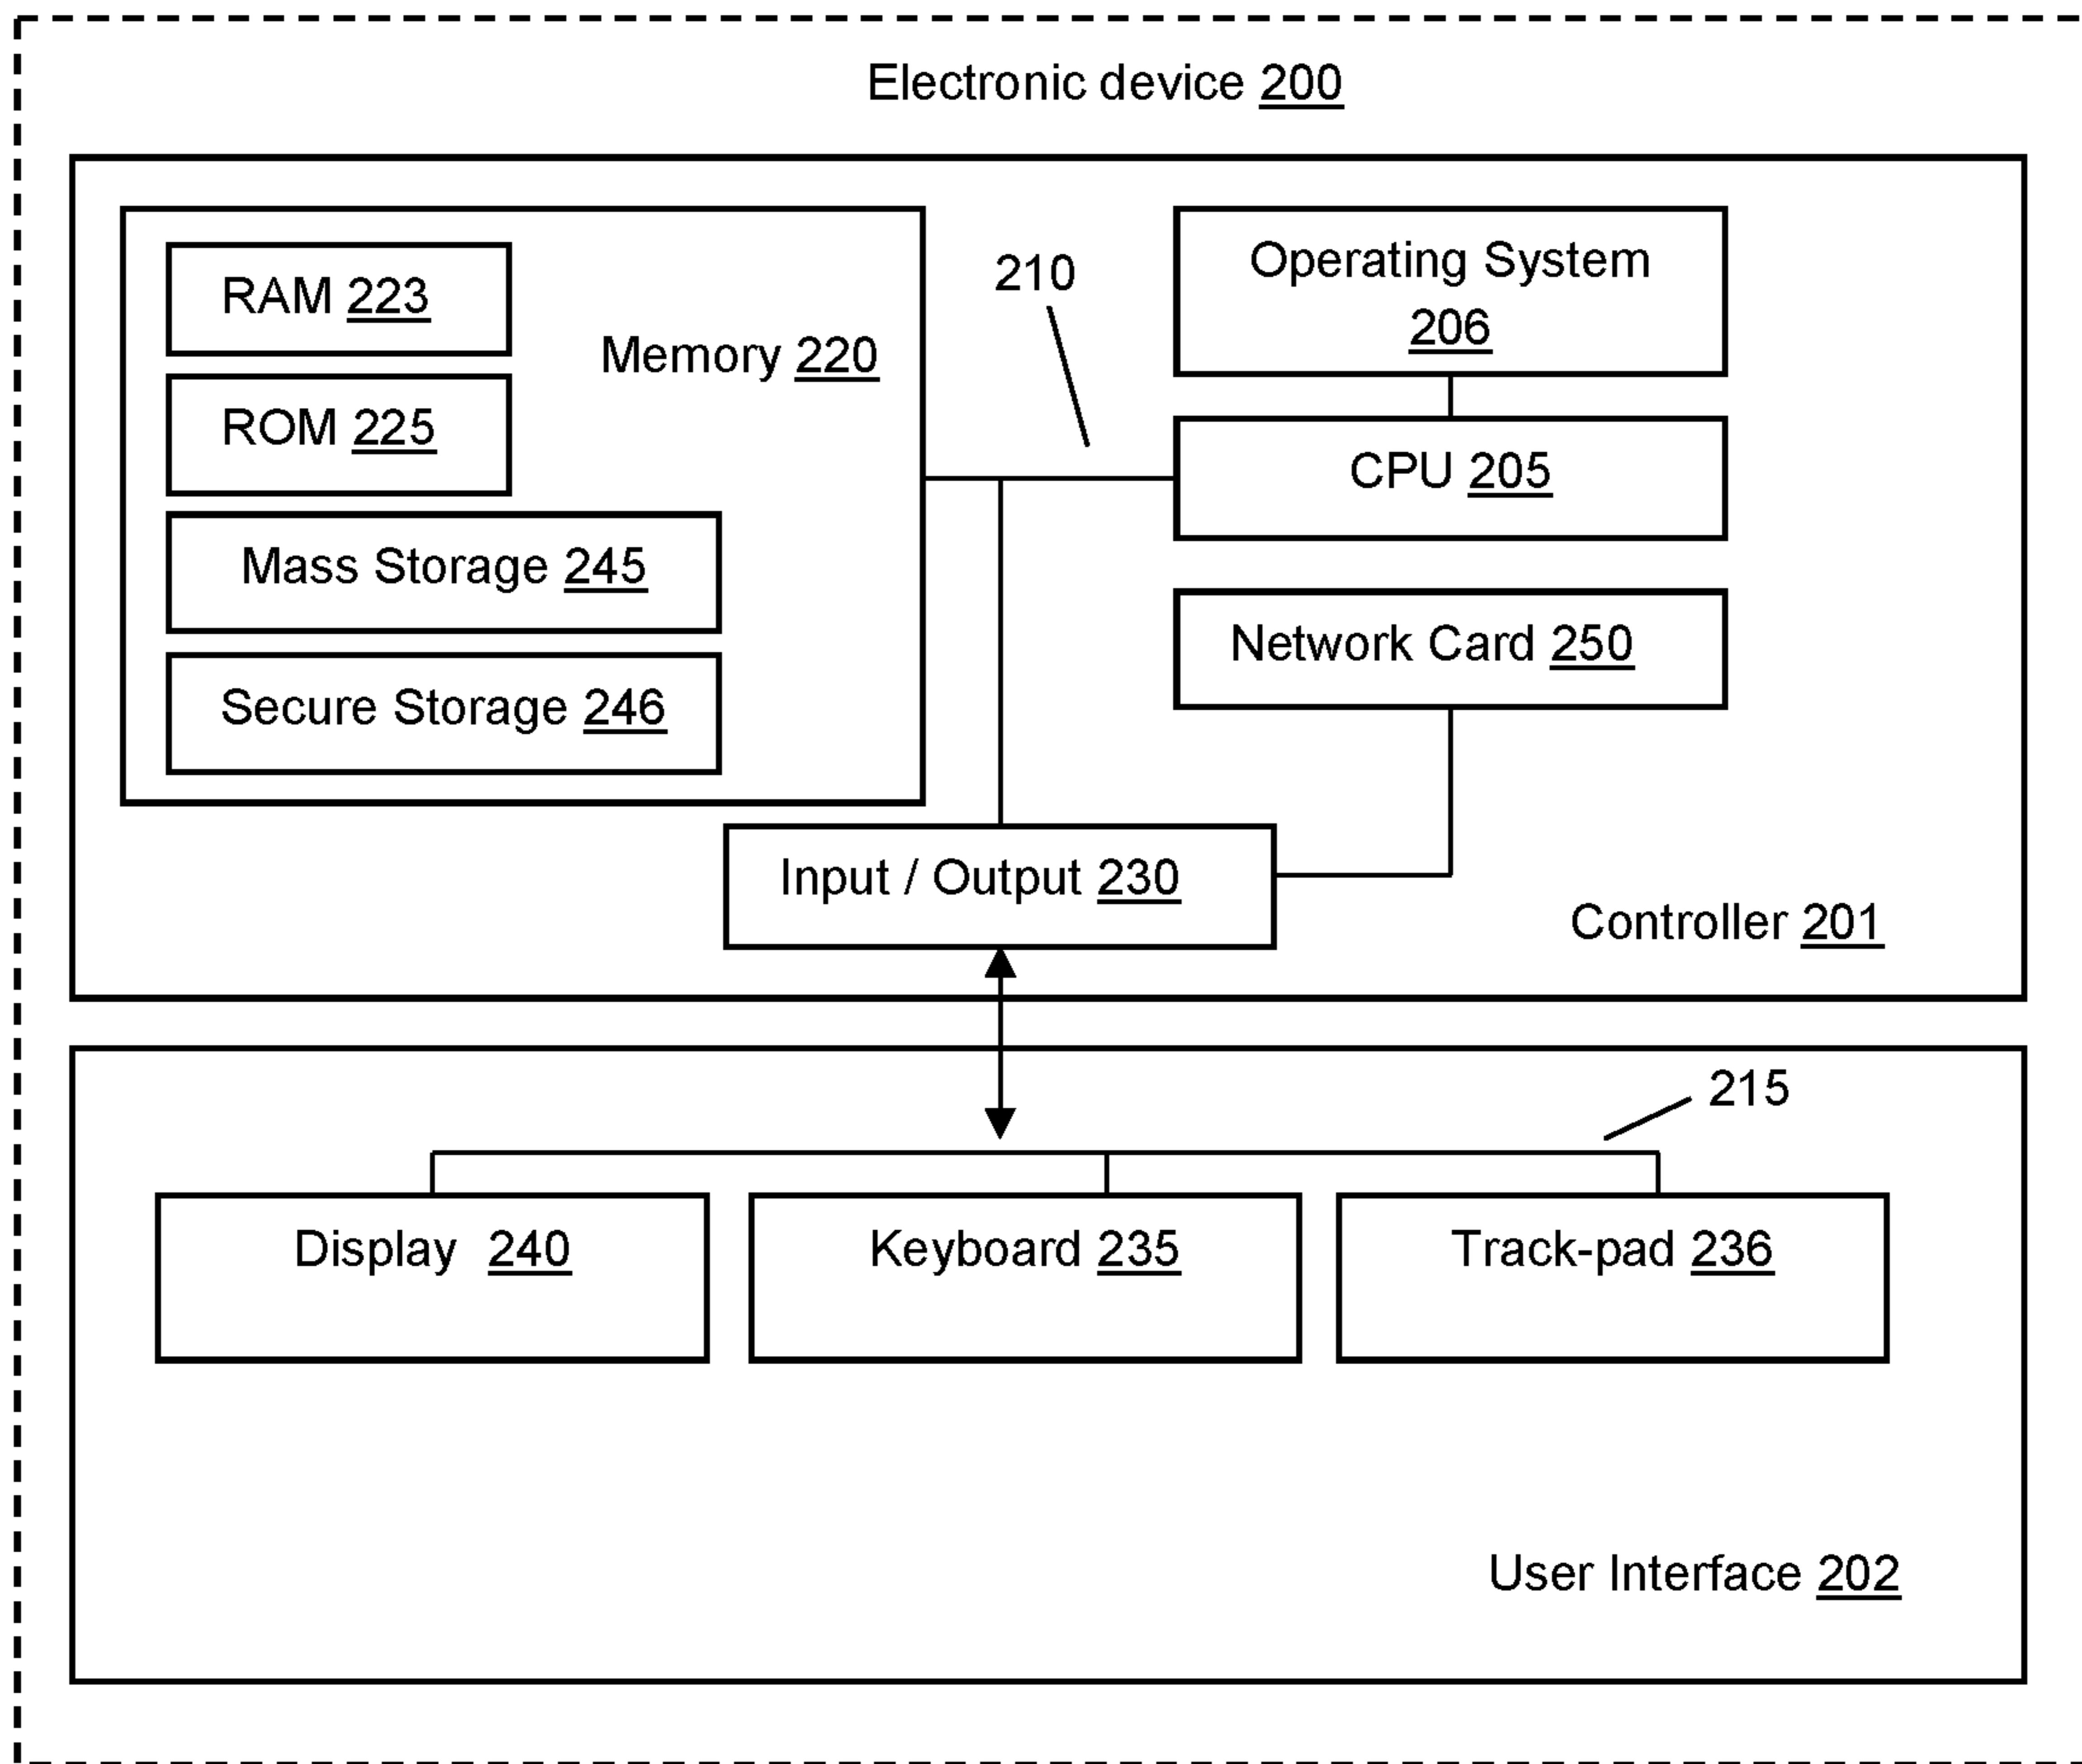 Electronic device 200
RAM 223
Memory 220
ROM 225
Mass Storage 245
Secure Storage 246
210
Operating System
206
CPU 205
Network Card 250
Input / Output 230
Controller 201
215
Display 240
Keyboard 235
Track-pad 236
User Interface 202